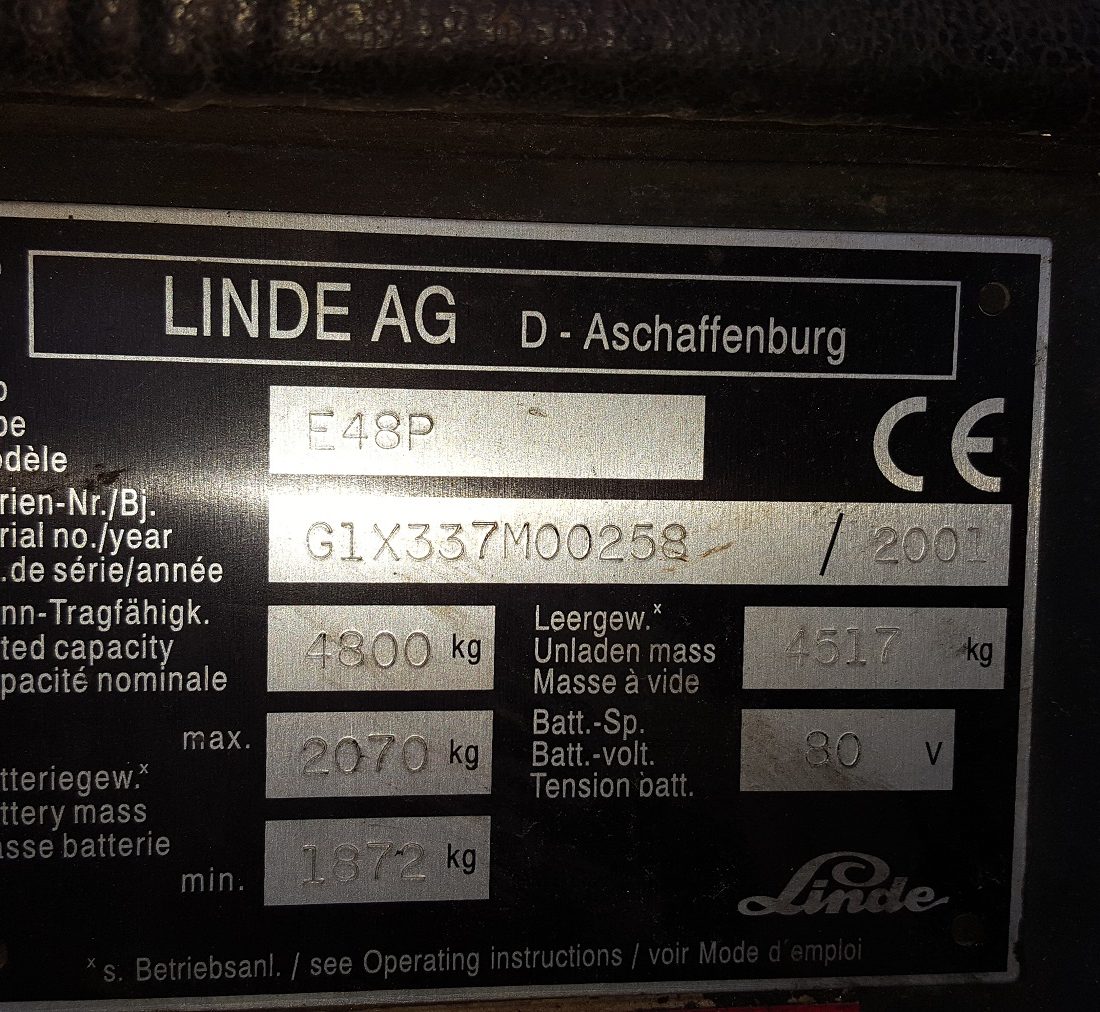 LINDE AG D - Aschaffenburg
E48P
CE
odèle
rien-Nr./Bj.
rial no./year
.de série/année
G1X337M00258 / 2001
nn-Tragfähigk.
ted capacity
pacité nominale
4800 kg
Leergew.x
Unladen mass
Masse à vide
4517 kg
max.
2070 kg
Batt.-Sp.
Batt.-volt.
Tension batt.
80 V
tteriegew.x
ttery mass
asse batterie
min.
1872 kg
Linde
x s. Betriebsanl. / see Operating instructions / voir Mode d'emploi